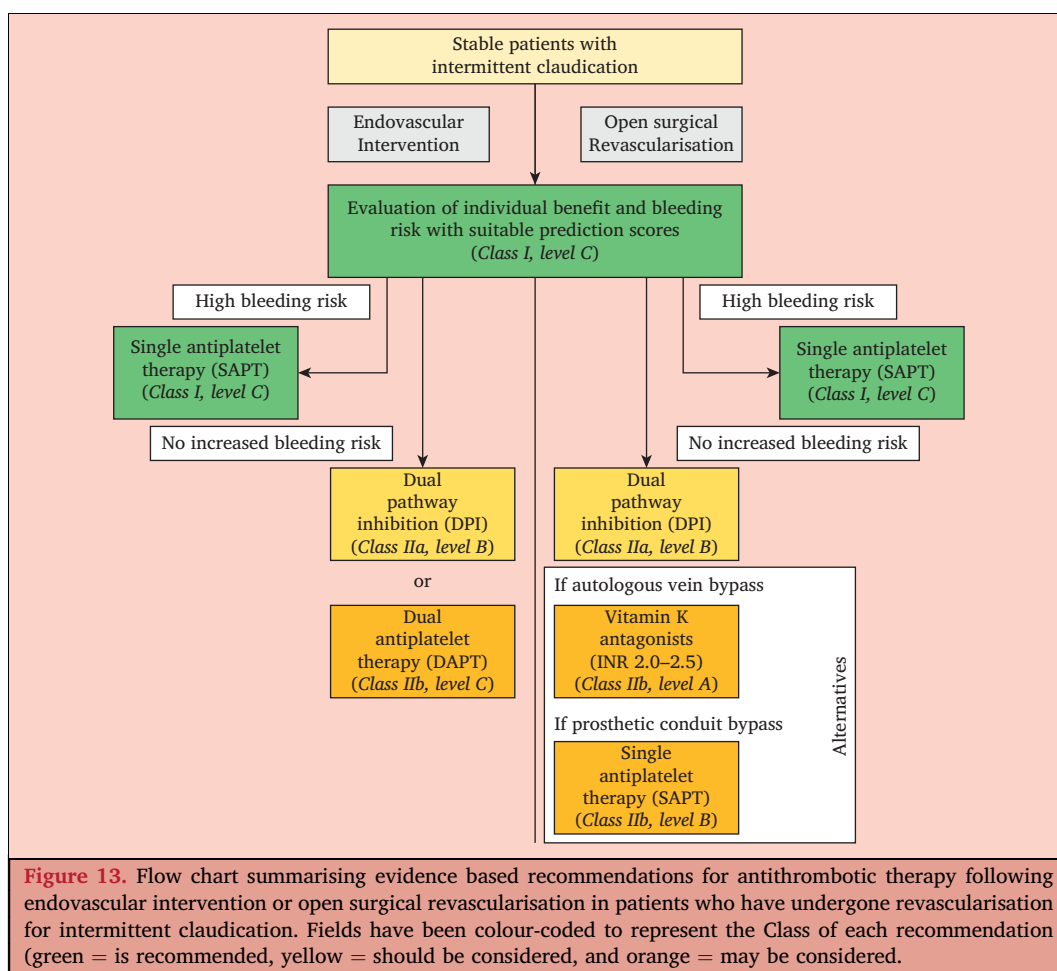 Stable patients with
intermittent claudication
Endovascular
Intervention
Open surgical
Revascularisation
Evaluation of individual benefit and bleeding
risk with suitable prediction scores
(Class I, level C)
High bleeding risk
High bleeding risk
Single antiplatelet
therapy (SAPT)
(Class I, level C)
Single antiplatelet
therapy (SAPT)
(Class I, level C)
No increased bleeding risk
No increased bleeding risk
Dual
pathway
inhibition (DPI)
(Class IIa, level B)
Dual
pathway
inhibition (DPI)
(Class IIa, level B)
or
Dual
antiplatelet
therapy (DAPT)
(Class IIb, level C)
If autologous vein bypass
Vitamin K
antagonists
(INR 2.0–2.5)
(Class IIb, level A)
If prosthetic conduit bypass
Single
antiplatelet
therapy (SAPT)
(Class IIb, level B)
Alternatives
Figure 13. Flow chart summarising evidence based recommendations for antithrombotic therapy following
endovascular intervention or open surgical revascularisation in patients who have undergone revascularisation
for intermittent claudication. Fields have been colour-coded to represent the Class of each recommendation
(green = is recommended, yellow = should be considered, and orange = may be considered.